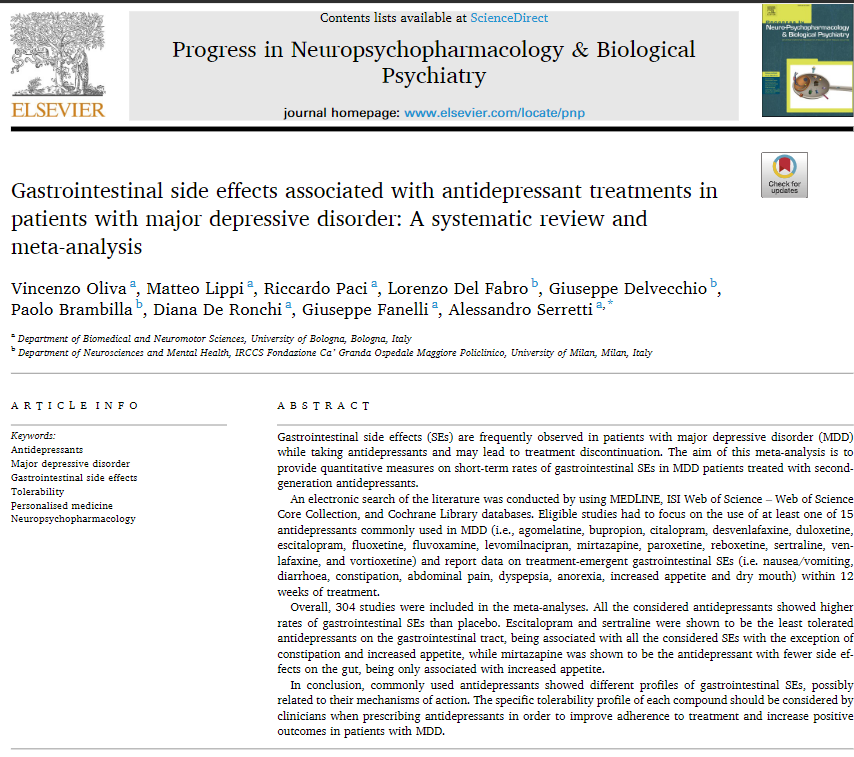 Contents lists available at ScienceDirect
Progress in Neuropsychopharmacology & Biological
Psychiatry
journal homepage: www.elsevier.com/locate/pnp
ELSEVIER
Neuro-Psychopharmacology
& Biological Psychiatry
Check for
updates
Gastrointestinal side effects associated with antidepressant treatments in
patients with major depressive disorder: A systematic review and
meta-analysis
Vincenzo Oliva a, Matteo Lippi a, Riccardo Paci a, Lorenzo Del Fabro b, Giuseppe Delvecchio b,
Paolo Brambilla b, Diana De Ronchi a, Giuseppe Fanelli a, Alessandro Serretti a,*
a Department of Biomedical and Neuromotor Sciences, University of Bologna, Bologna, Italy
b Department of Neurosciences and Mental Health, IRCCS Fondazione Ca' Granda Ospedale Maggiore Policlinico, University of Milan, Milan, Italy
ARTICLE INFO
Keywords:
Antidepressants
Major depressive disorder
Gastrointestinal side effects
Tolerability
Personalised medicine
Neuropsychopharmacology
ABSTRACT
Gastrointestinal side effects (SEs) are frequently observed in patients with major depressive disorder (MDD)
while taking antidepressants and may lead to treatment discontinuation. The aim of this meta-analysis is to
provide quantitative measures on short-term rates of gastrointestinal SEs in MDD patients treated with second-
generation antidepressants.
An electronic search of the literature was conducted by using MEDLINE, ISI Web of Science – Web of Science
Core Collection, and Cochrane Library databases. Eligible studies had to focus on the use of at least one of 15
antidepressants commonly used in MDD (i.e., agomelatine, bupropion, citalopram, desvenlafaxine, duloxetine,
escitalopram, fluoxetine, fluvoxamine, levomilnacipran, mirtazapine, paroxetine, reboxetine, sertraline, ven-
lafaxine, and vortioxetine) and report data on treatment-emergent gastrointestinal SEs (i.e. nausea/vomiting,
diarrhoea, constipation, abdominal pain, dyspepsia, anorexia, increased appetite and dry mouth) within 12
weeks of treatment.
Overall, 304 studies were included in the meta-analyses. All the considered antidepressants showed higher
rates of gastrointestinal SEs than placebo. Escitalopram and sertraline were shown to be the least tolerated
antidepressants on the gastrointestinal tract, being associated with all the considered SEs with the exception of
constipation and increased appetite, while mirtazapine was shown to be the antidepressant with fewer side ef-
fects on the gut, being only associated with increased appetite.
In conclusion, commonly used antidepressants showed different profiles of gastrointestinal SEs, possibly
related to their mechanisms of action. The specific tolerability profile of each compound should be considered by
clinicians when prescribing antidepressants in order to improve adherence to treatment and increase positive
outcomes in patients with MDD.